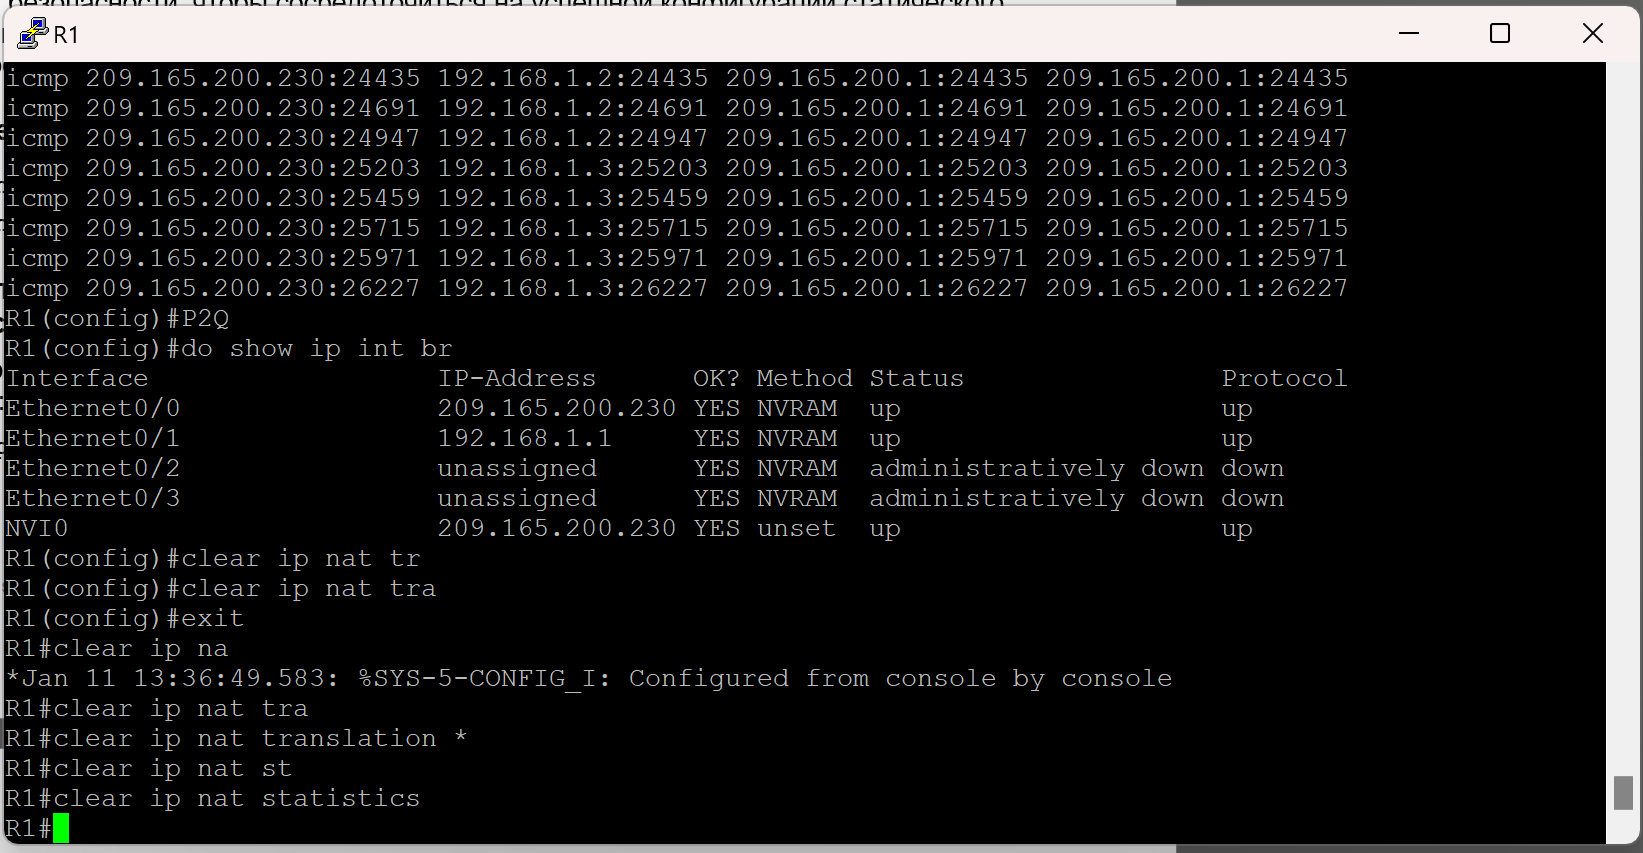 R1
icmp 209.165.200.230:24435 192.168.1.2:24435 209.165.200.1:24435 209.165.200.1:24435
icmp 209.165.200.230:24691 192.168.1.2:24691 209.165.200.1:24691 209.165.200.1:24691
icmp 209.165.200.230:24947 192.168.1.2:24947 209.165.200.1:24947 209.165.200.1:24947
icmp 209.165.200.230:25203 192.168.1.3:25203 209.165.200.1:25203 209.165.200.1:25203
icmp 209.165.200.230:25459 192.168.1.3:25459 209.165.200.1:25459 209.165.200.1:25459
icmp 209.165.200.230:25715 192.168.1.3:25715 209.165.200.1:25715 209.165.200.1:25715
icmp 209.165.200.230:25971 192.168.1.3:25971 209.165.200.1:25971 209.165.200.1:25971
icmp 209.165.200.230:26227 192.168.1.3:26227 209.165.200.1:26227 209.165.200.1:26227
R1(config)#P2Q
R1(config)#do show ip int br
Interface IP-Address OK? Method Status Protocol
Ethernet0/0 209.165.200.230 YES NVRAM up up
Ethernet0/1 192.168.1.1 YES NVRAM up up
Ethernet0/2 unassigned YES NVRAM administratively down down
Ethernet0/3 unassigned YES NVRAM administratively down down
NVI0 209.165.200.230 YES unset up up
R1(config)#clear ip nat tr
R1(config)#clear ip nat tra
R1(config)#exit
R1#clear ip na
*Jan 11 13:36:49.583: %SYS-5-CONFIG_I: Configured from console by console
R1#clear ip nat tra
R1#clear ip nat translation *
R1#clear ip nat st
R1#clear ip nat statistics
R1#